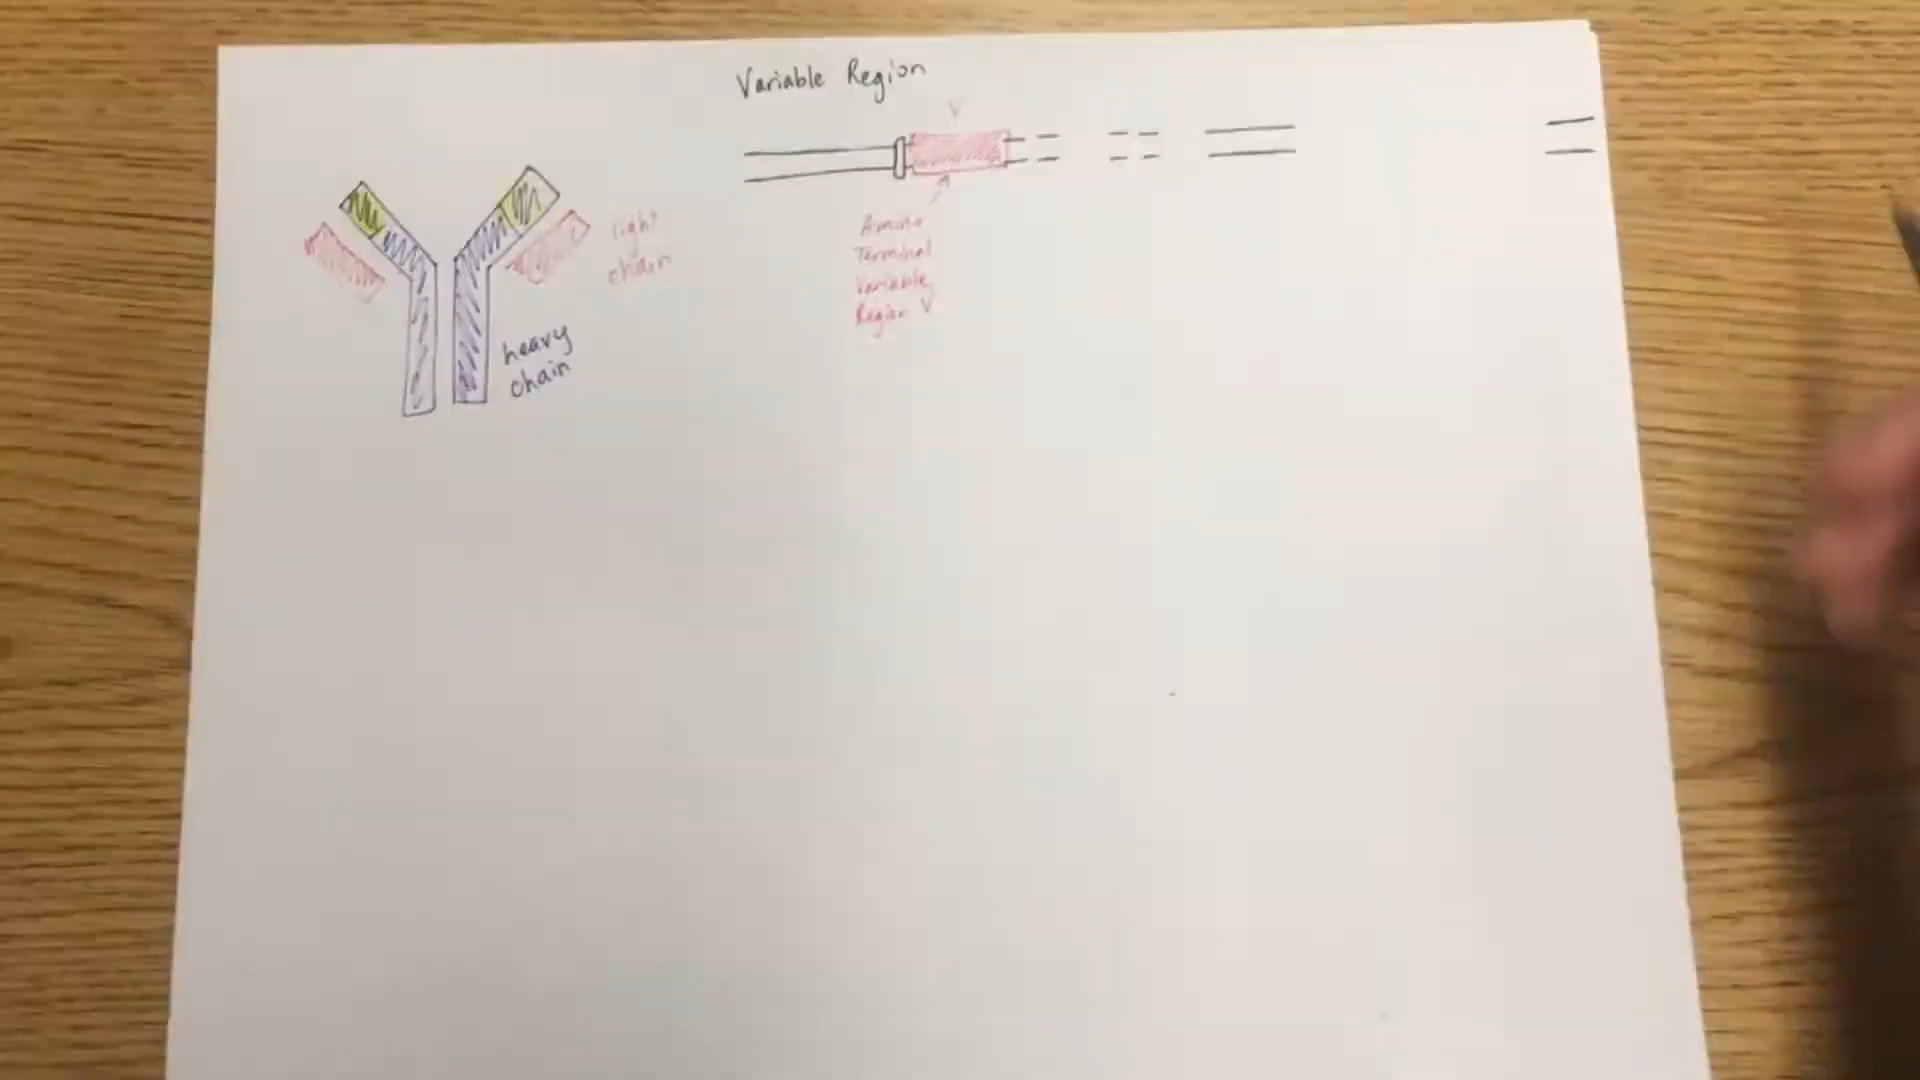 Variable Region
V
light
chain
Amino
Terminal
Variable
Region V
heavy
chain